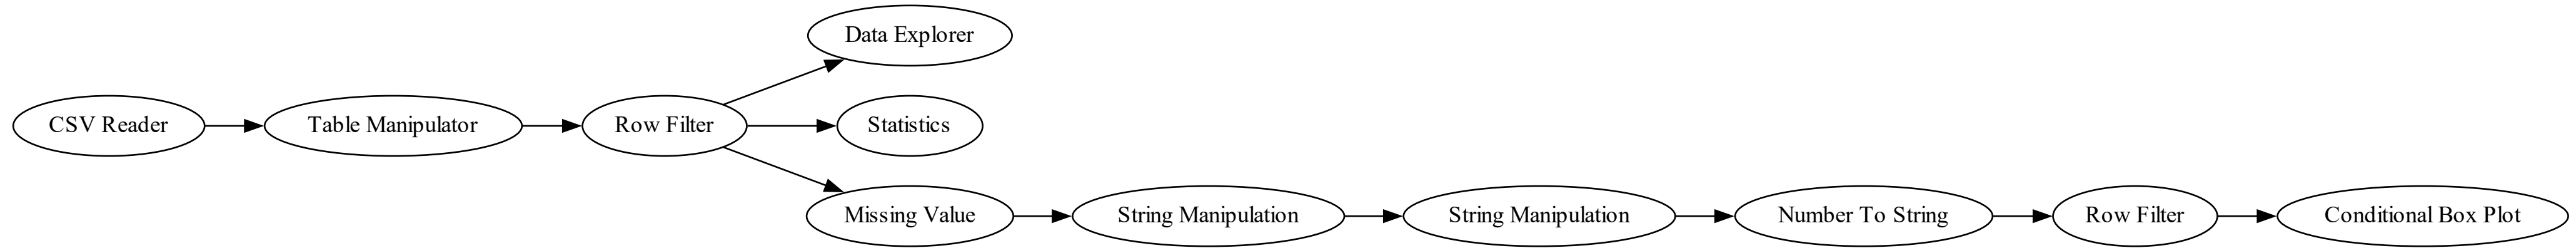 Data Explorer
CSV Reader
Table Manipulator
Row Filter
Statistics
Missing Value
String Manipulation
String Manipulation
Number To String
Row Filter
Conditional Box Plot